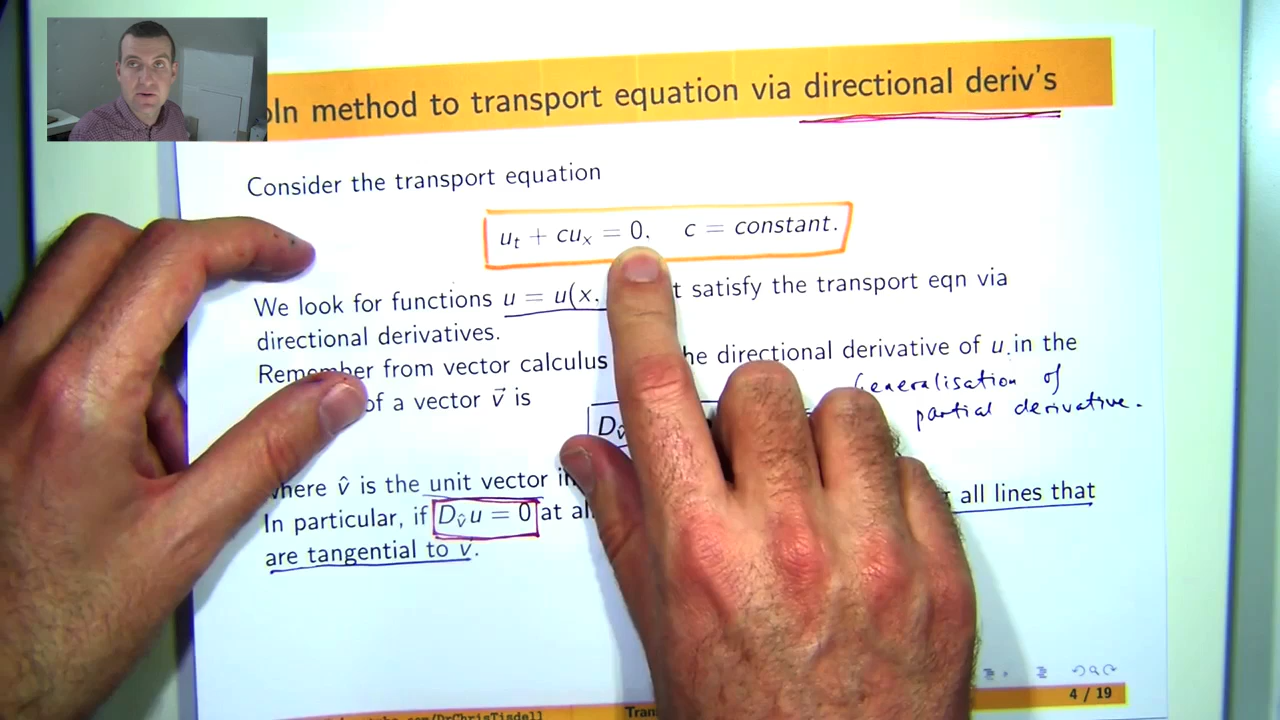 oln method to transport equation via directional deriv's
Consider the transport equation
u_t + cu_x = 0, c = constant.
We look for functions u = u(x, t satisfy the transport eqn via
directional derivatives.
Remember from vector calculus he directional derivative of u in the
of a vector v⃗ is
Generalisation of
partial derivative.
D_v̂
where v̂ is the unit vector in
In particular, if D_v̂u = 0 at all all lines that
are tangential to v.
4 / 19